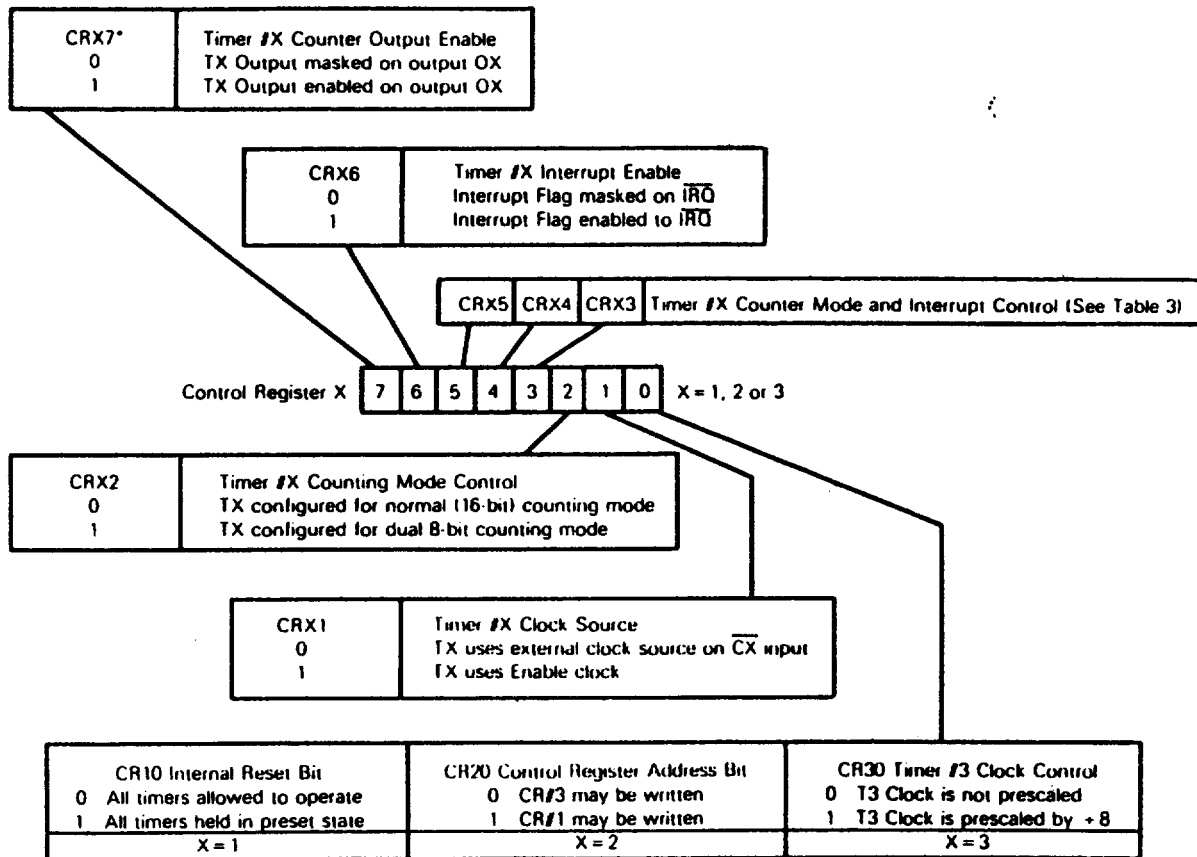 CRX7* Timer #X Counter Output Enable
0 TX Output masked on output OX
1 TX Output enabled on output OX
CRX6 Timer #X Interrupt Enable
0 Interrupt Flag masked on I̅R̅Q̅
1 Interrupt Flag enabled to I̅R̅Q̅
CRX5 CRX4 CRX3 Timer #X Counter Mode and Interrupt Control (See Table 3)
Control Register X 7 6 5 4 3 2 1 0 X = 1, 2 or 3
CRX2 Timer #X Counting Mode Control
0 TX configured for normal (16-bit) counting mode
1 TX configured for dual 8-bit counting mode
CRX1 Timer #X Clock Source
0 TX uses external clock source on C̅X̅ input
1 TX uses Enable clock
CR10 Internal Reset Bit
0 All timers allowed to operate
1 All timers held in preset state
X = 1
CR20 Control Register Address Bit
0 CR#3 may be written
1 CR#1 may be written
X = 2
CR30 Timer #3 Clock Control
0 T3 Clock is not prescaled
1 T3 Clock is prescaled by ÷8
X = 3